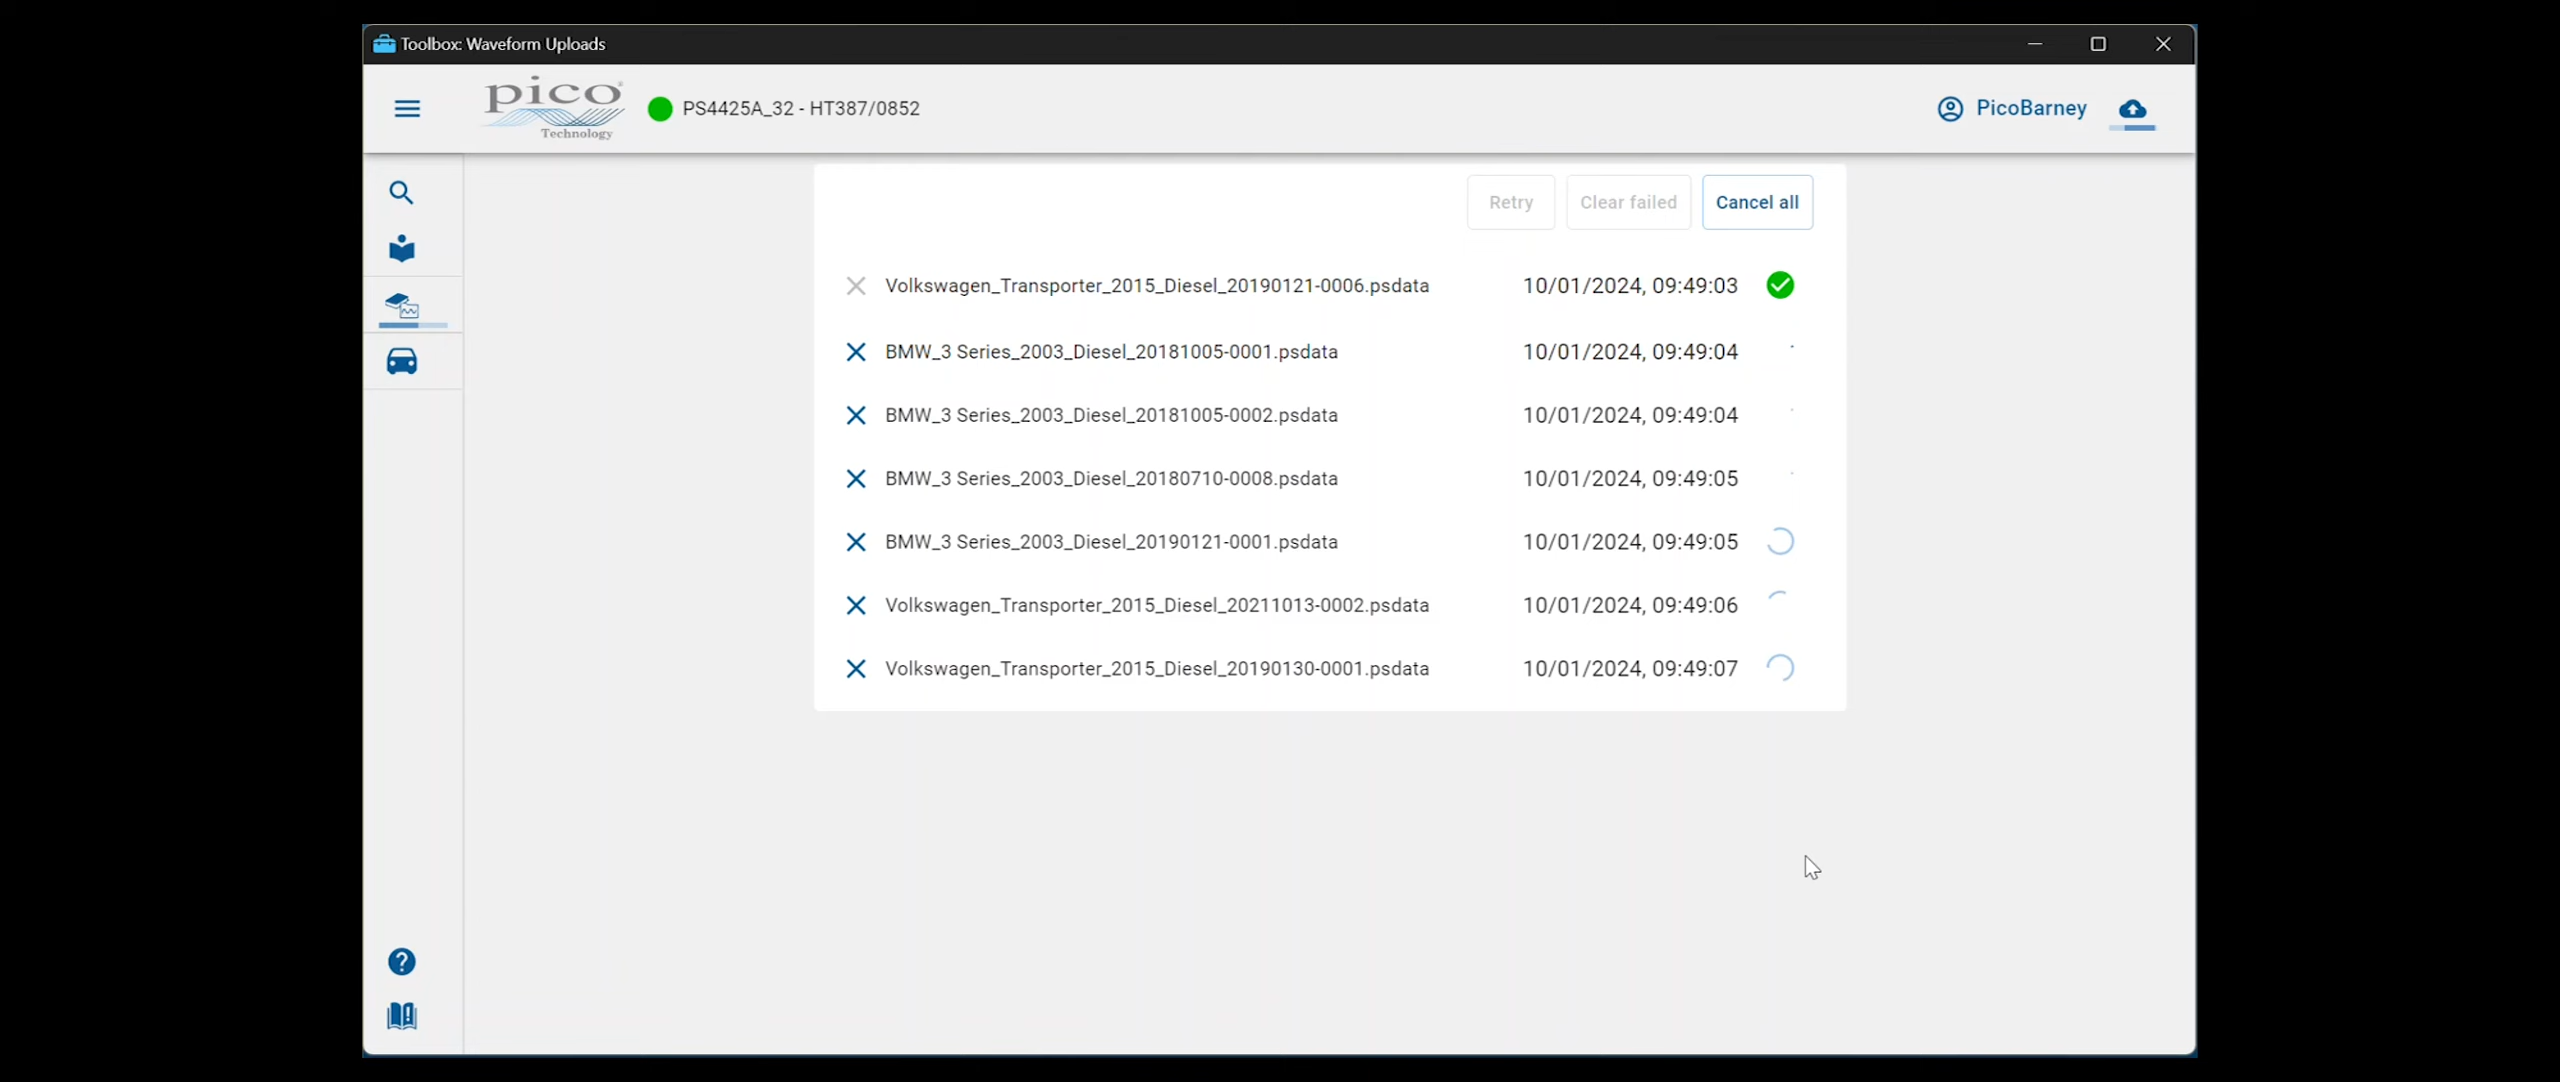 Toolbox: Waveform Uploads
pico
Technology
PS4425A_32 - HT387/0852
PicoBarney
Retry
Clear failed
Cancel all
Volkswagen_Transporter_2015_Diesel_20190121-0006.psdata 10/01/2024, 09:49:03
BMW_3 Series_2003_Diesel_20181005-0001.psdata 10/01/2024, 09:49:04
BMW_3 Series_2003_Diesel_20181005-0002.psdata 10/01/2024, 09:49:04
BMW_3 Series_2003_Diesel_20180710-0008.psdata 10/01/2024, 09:49:05
BMW_3 Series_2003_Diesel_20190121-0001.psdata 10/01/2024, 09:49:05
Volkswagen_Transporter_2015_Diesel_20211013-0002.psdata 10/01/2024, 09:49:06
Volkswagen_Transporter_2015_Diesel_20190130-0001.psdata 10/01/2024, 09:49:07